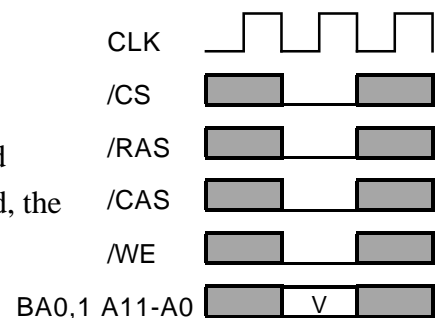 CLK
/CS
/RAS
d, the
/CAS
/WE
BA0,1 A11-A0 V